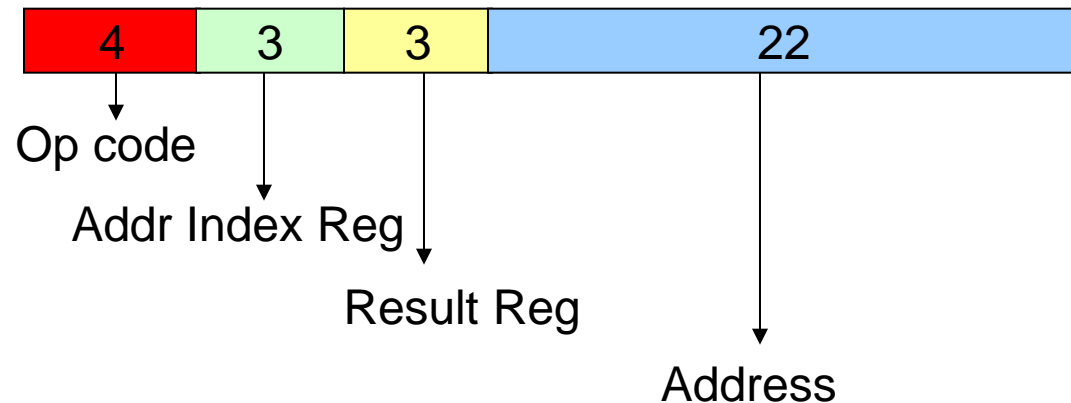 4 3 3 22
Op code
Addr Index Reg
Result Reg
Address